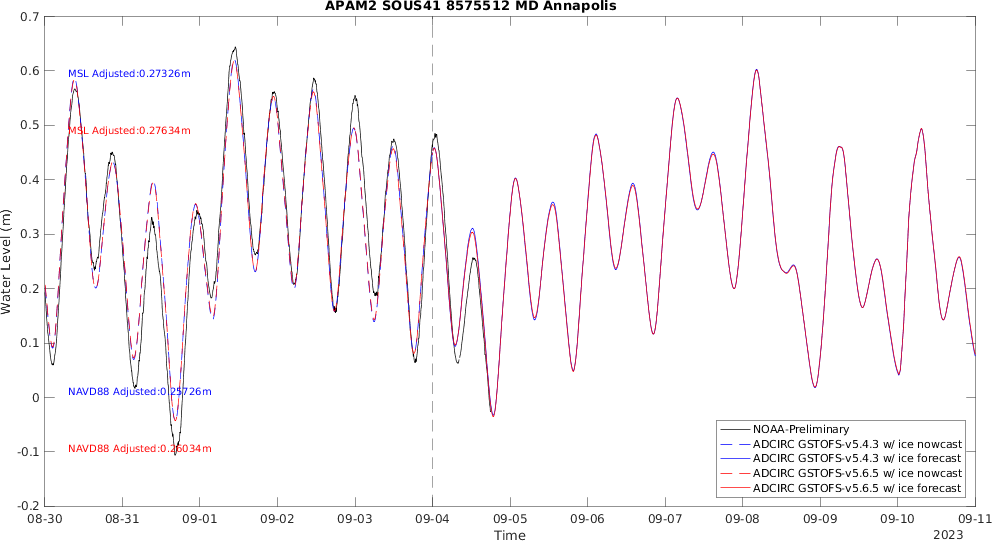 APAM2 SOUS41 8575512 MD Annapolis
0.7
0.6
0.5
0.4
0.3
0.2
0.1
0
-0.1
-0.2
Water Level (m)
MSL Adjusted:0.27326m
MSL Adjusted:0.27634m
NAVD88 Adjusted:0.25726m
NAVD88 Adjusted:0.26034m
NOAA-Preliminary
ADCIRC GSTOFS-v5.4.3 w/ ice nowcast
ADCIRC GSTOFS-v5.4.3 w/ ice forecast
ADCIRC GSTOFS-v5.6.5 w/ ice nowcast
ADCIRC GSTOFS-v5.6.5 w/ ice forecast
08-30 08-31 09-01 09-02 09-03 09-04 09-05 09-06 09-07 09-08 09-09 09-10 09-11
Time
2023